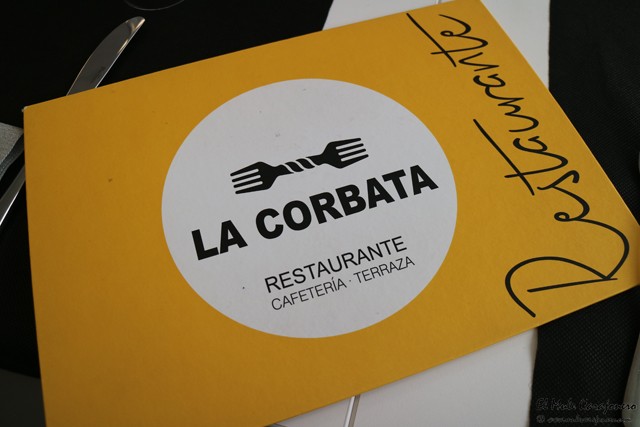 LA CORBATA
RESTAURANTE
CAFETERÍA · TERRAZA
Restaurante